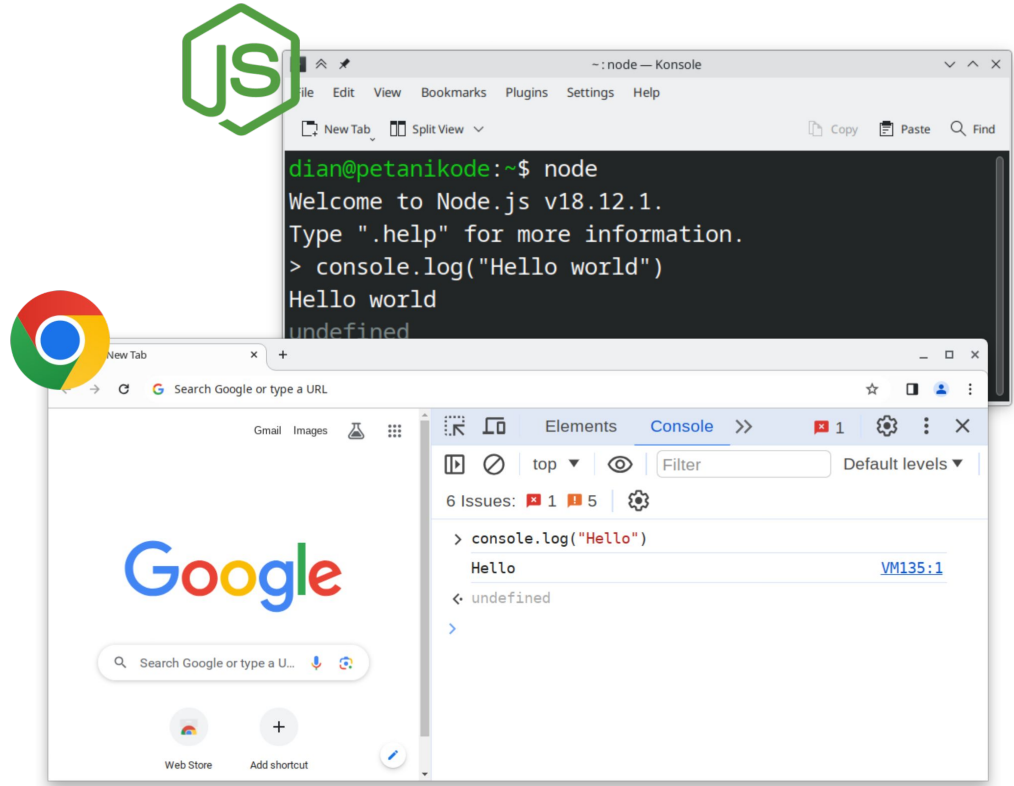 JS
~ : node — Konsole
File Edit View Bookmarks Plugins Settings Help
New Tab Split View Copy Paste Find
dian@petanikode:~$ node
Welcome to Node.js v18.12.1.
Type ".help" for more information.
> console.log("Hello world")
Hello world
undefined
New Tab
Search Google or type a URL
Gmail Images
Google
Search Google or type a U...
Web Store Add shortcut
Elements Console 1
top Filter Default levels
6 Issues: 1 5
> console.log("Hello")
Hello VM135:1
undefined